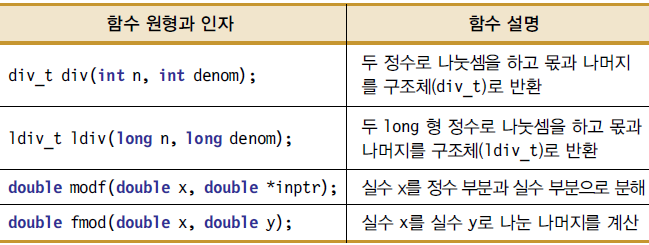 함수 원형과 인자 함수 설명
div_t div(int n, int denom); 두 정수로 나눗셈을 하고 몫과 나머지
를 구조체(div_t)로 반환
ldiv_t ldiv(long n, long denom); 두 long 형 정수로 나눗셈을 하고 몫과
나머지를 구조체(ldiv_t)로 반환
double modf(double x, double *inptr); 실수 x를 정수 부분과 실수 부분으로 분해
double fmod(double x, double y); 실수 x를 실수 y로 나눈 나머지를 계산